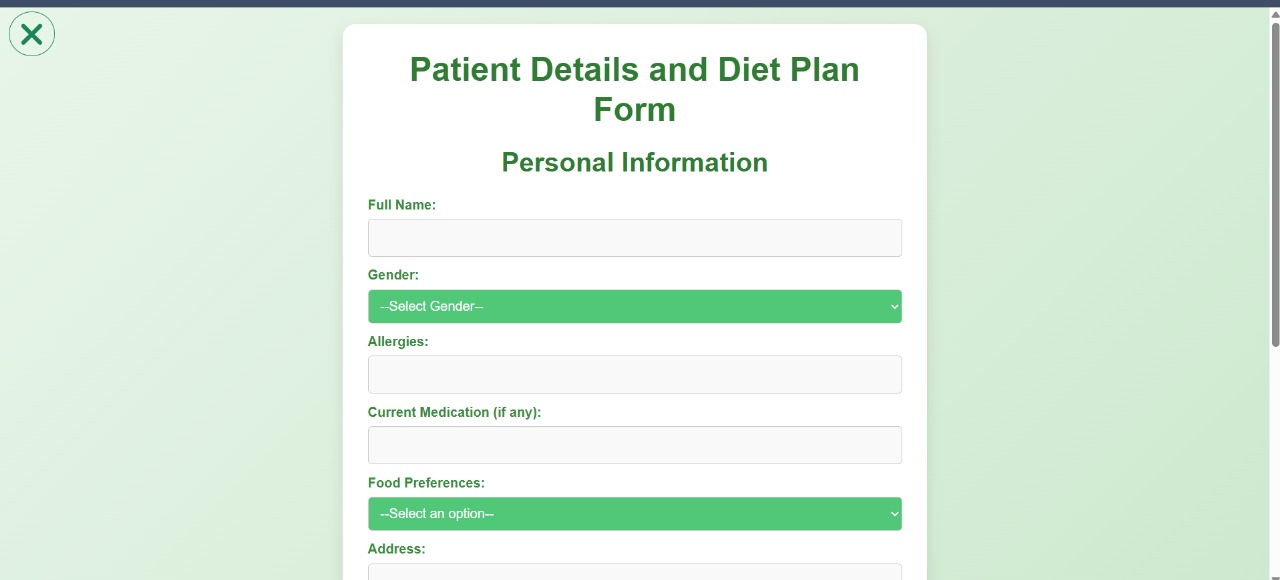 Patient Details and Diet Plan
Form
Personal Information
Full Name:
Gender:
--Select Gender--
Allergies:
Current Medication (if any):
Food Preferences:
--Select an option--
Address: